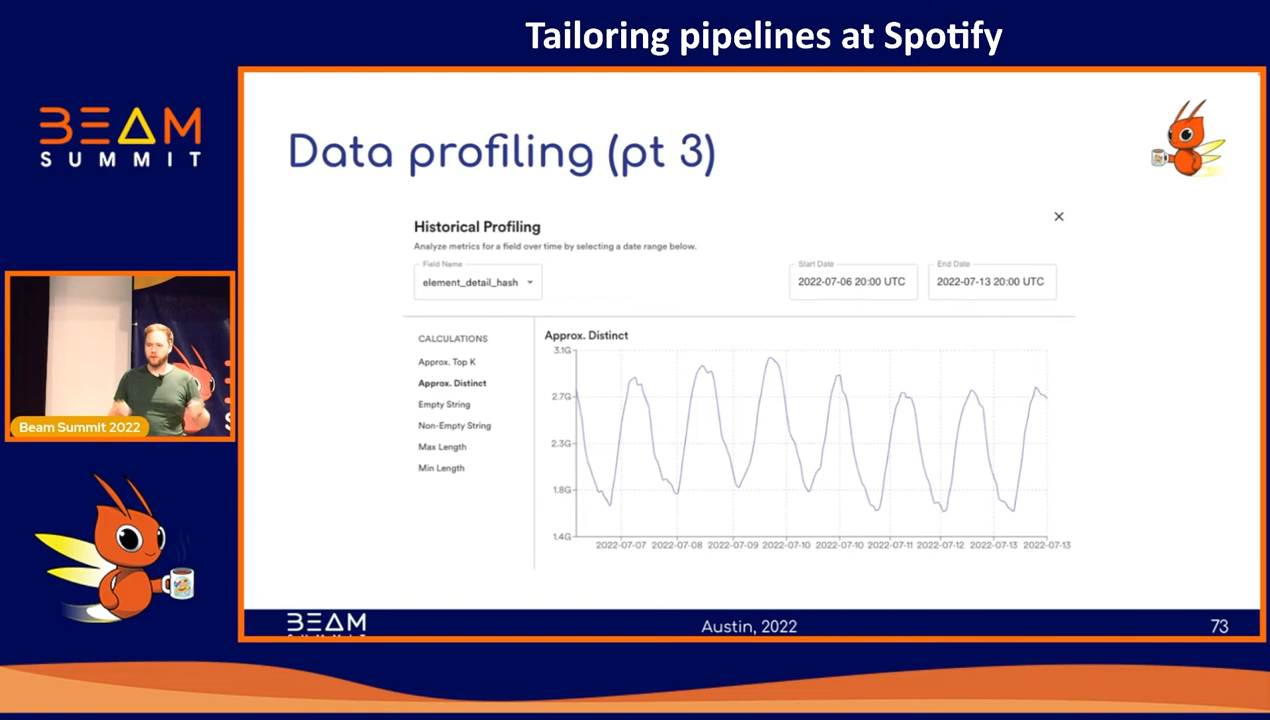 Tailoring pipelines at Spotify
BEAM
SUMMIT
Data profiling (pt 3)
Historical Profiling
Analyze metrics for a field over time by selecting a date range below.
Field Name
element_detail_hash
Start Date
2022-07-06 20:00 UTC
End Date
2022-07-13 20:00 UTC
CALCULATIONS
Approx. Top K
Approx. Distinct
Empty String
Non-Empty String
Max Length
Min Length
Approx. Distinct
3.1G
2.7G
2.3G
1.8G
1.4G
2022-07-07 2022-07-08 2022-07-09 2022-07-10 2022-07-10 2022-07-11 2022-07-12 2022-07-13 2022-07-13
Beam Summit 2022
BEAM
Austin, 2022
73